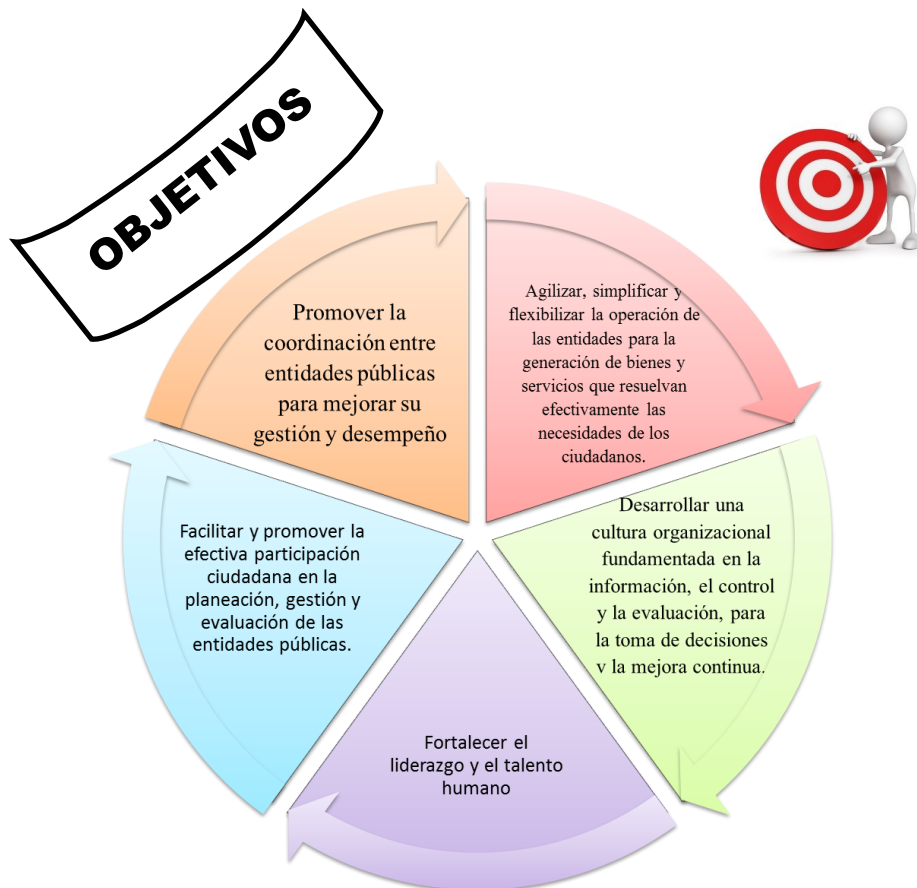 OBJETIVOS
Promover la
coordinación entre
entidades públicas
para mejorar su
gestión y desempeño
Agilizar, simplificar y
flexibilizar la operación de
las entidades para la
generación de bienes y
servicios que resuelvan
efectivamente las
necesidades de los
ciudadanos.
Desarrollar una
cultura organizacional
fundamentada en la
información, el control
y la evaluación, para
la toma de decisiones
y la mejora continua.
Fortalecer el
liderazgo y el talento
humano
Facilitar y promover la
efectiva participación
ciudadana en la
planeación, gestión y
evaluación de las
entidades públicas.